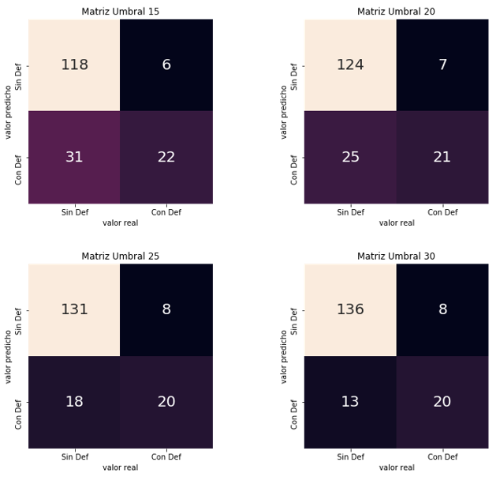 Matriz Umbral 15
valor predicho
Sin Def
Con Def
118
6
31
22
Sin Def
Con Def
valor real
Matriz Umbral 20
valor predicho
Sin Def
Con Def
124
7
25
21
Sin Def
Con Def
valor real
Matriz Umbral 25
valor predicho
Sin Def
Con Def
131
8
18
20
Sin Def
Con Def
valor real
Matriz Umbral 30
valor predicho
Sin Def
Con Def
136
8
13
20
Sin Def
Con Def
valor real